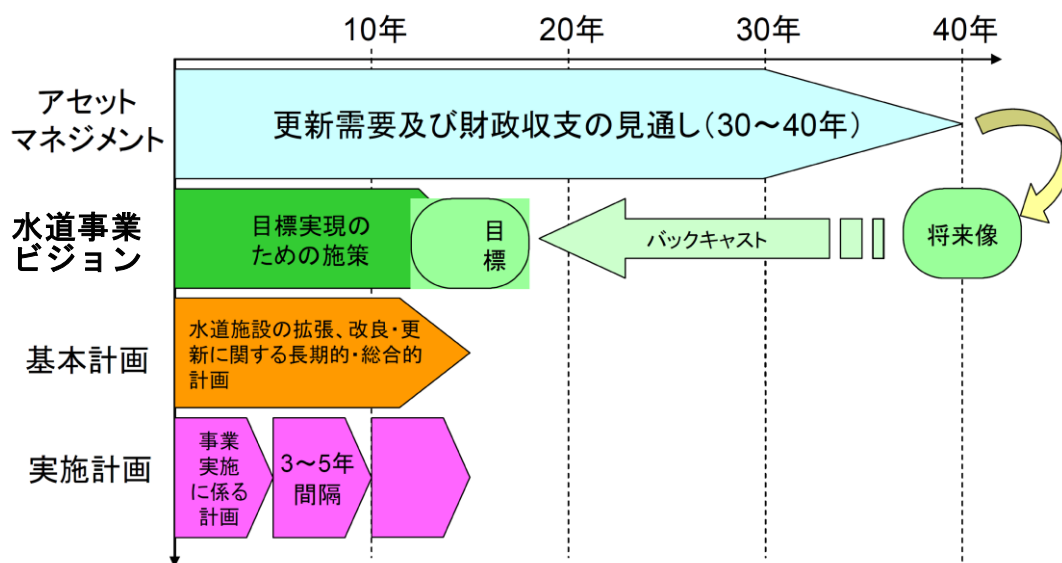 10年
20年
30年
40年
アセット
マネジメント
更新需要及び財政収支の見通し(30～40年)
水道事業
ビジョン
目標実現の
ための施策
目
標
バックキャスト
将来像
基本計画
水道施設の拡張、改良・更
新に関する長期的・総合的
計画
実施計画
事業
実施
に係る
計画
3～5年
間隔